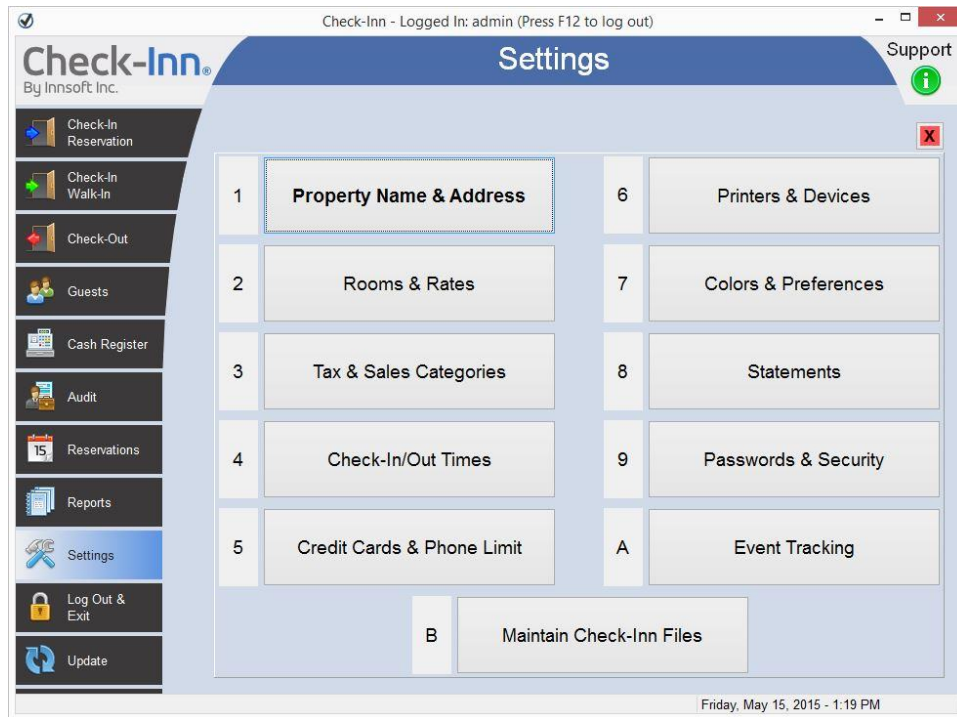 Check-Inn - Logged In: admin (Press F12 to log out)
Check-Inn®
By Innsoft Inc.
Settings
Support
i
Check-In
Reservation
Check-In
Walk-In
Check-Out
Guests
Cash Register
Audit
15
Reservations
Reports
Settings
Log Out &
Exit
Update
X
1 Property Name & Address
2 Rooms & Rates
3 Tax & Sales Categories
4 Check-In/Out Times
5 Credit Cards & Phone Limit
6 Printers & Devices
7 Colors & Preferences
8 Statements
9 Passwords & Security
A Event Tracking
B Maintain Check-Inn Files
Friday, May 15, 2015 - 1:19 PM